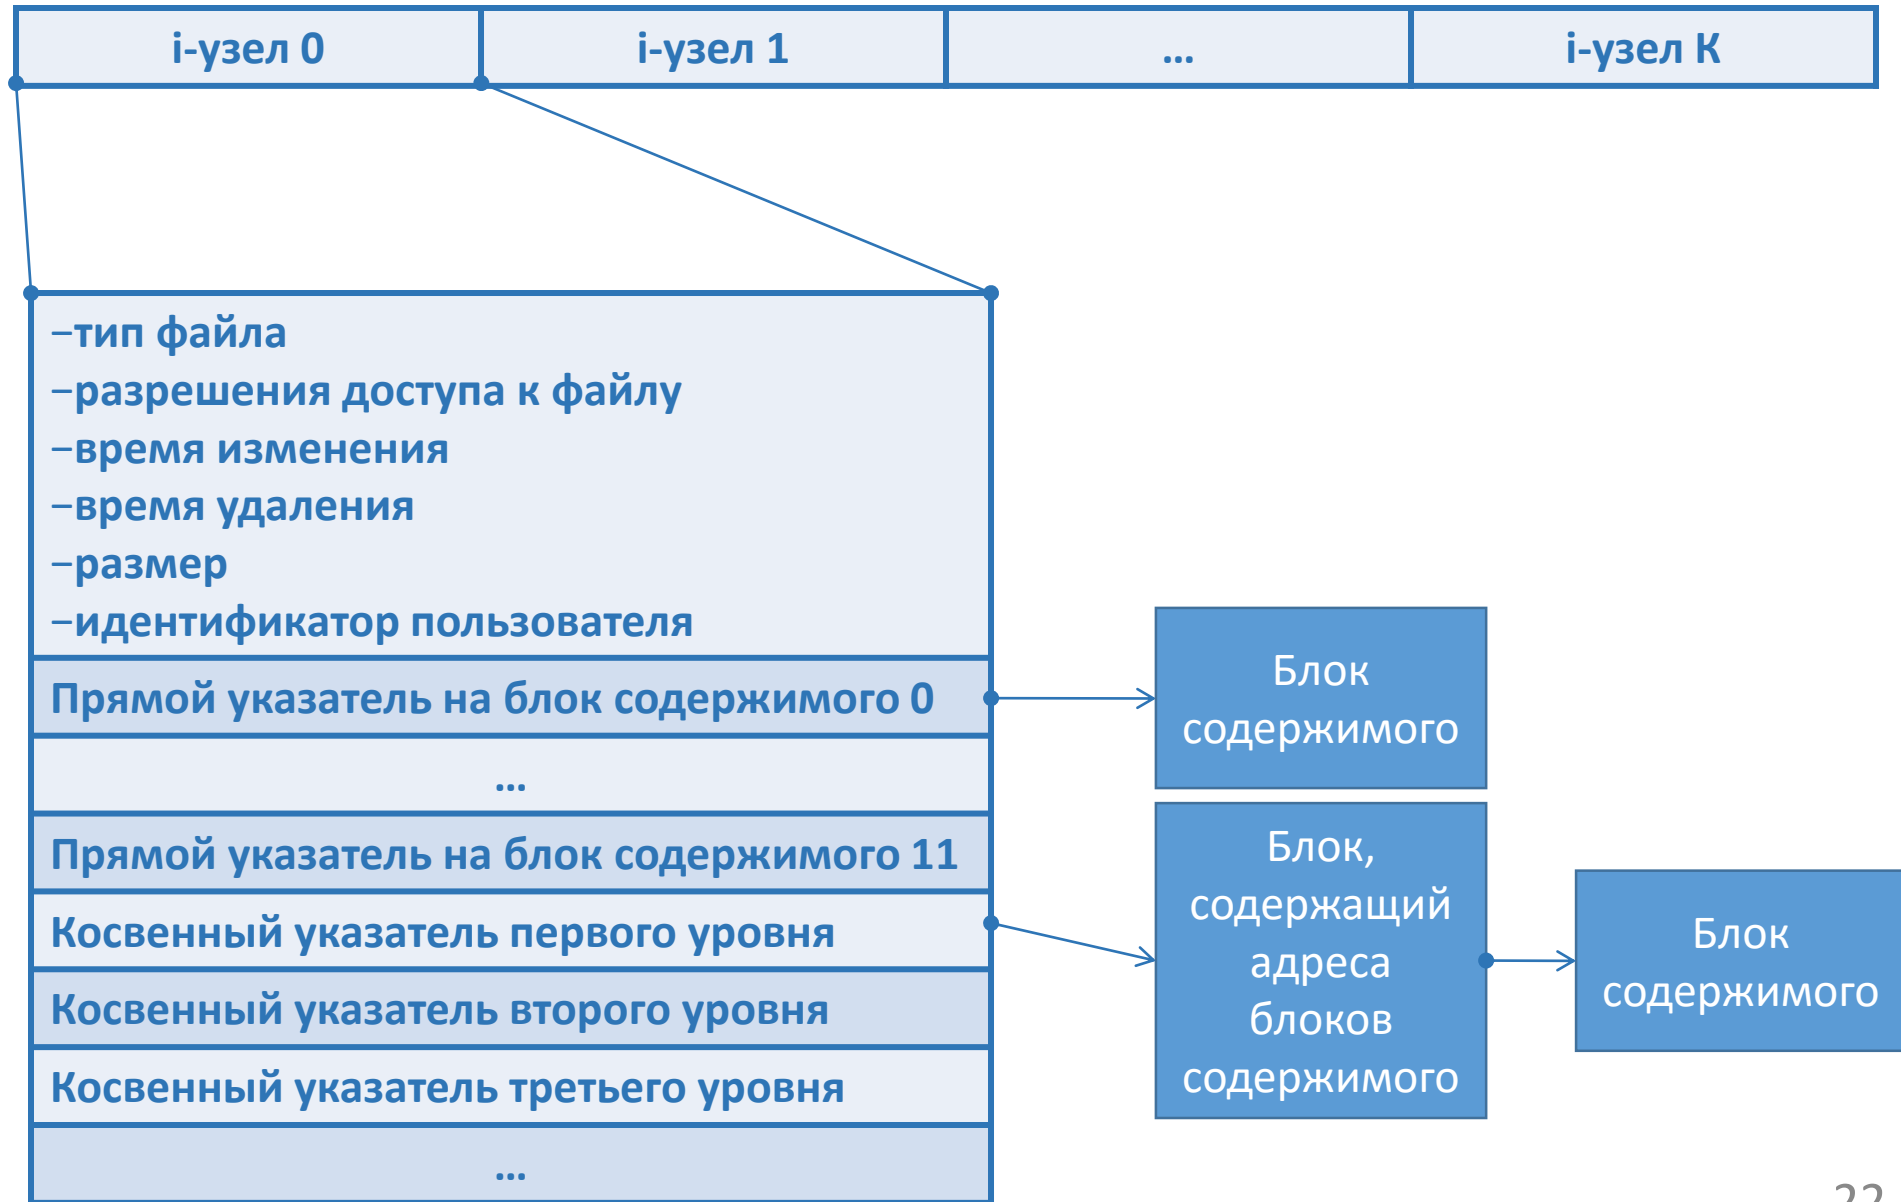 i-узел 0
i-узел 1
...
i-узел K
–тип файла
–разрешения доступа к файлу
–время изменения
–время удаления
–размер
–идентификатор пользователя
Прямой указатель на блок содержимого 0
...
Прямой указатель на блок содержимого 11
Косвенный указатель первого уровня
Косвенный указатель второго уровня
Косвенный указатель третьего уровня
...
Блок
содержимого
Блок,
содержащий
адреса
блоков
содержимого
Блок
содержимого
22